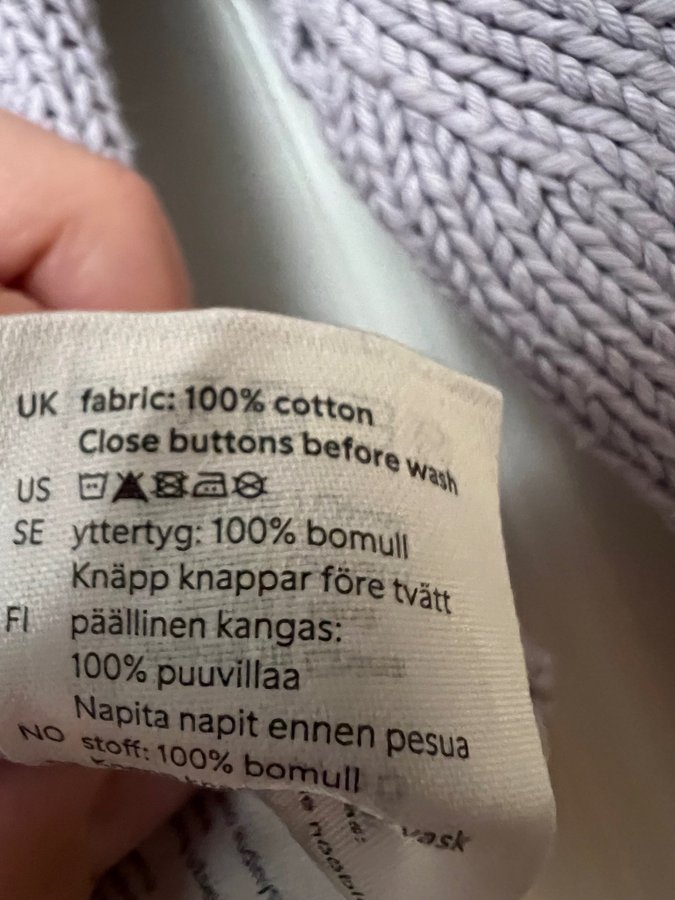 UK fabric: 100% cotton
Close buttons before wash
US
SE yttertyg: 100% bomull
Knäpp knappar före tvätt
FI päällinen kangas:
100% puuvillaa
Napita napit ennen pesua
NO stoff: 100% bomull
vask